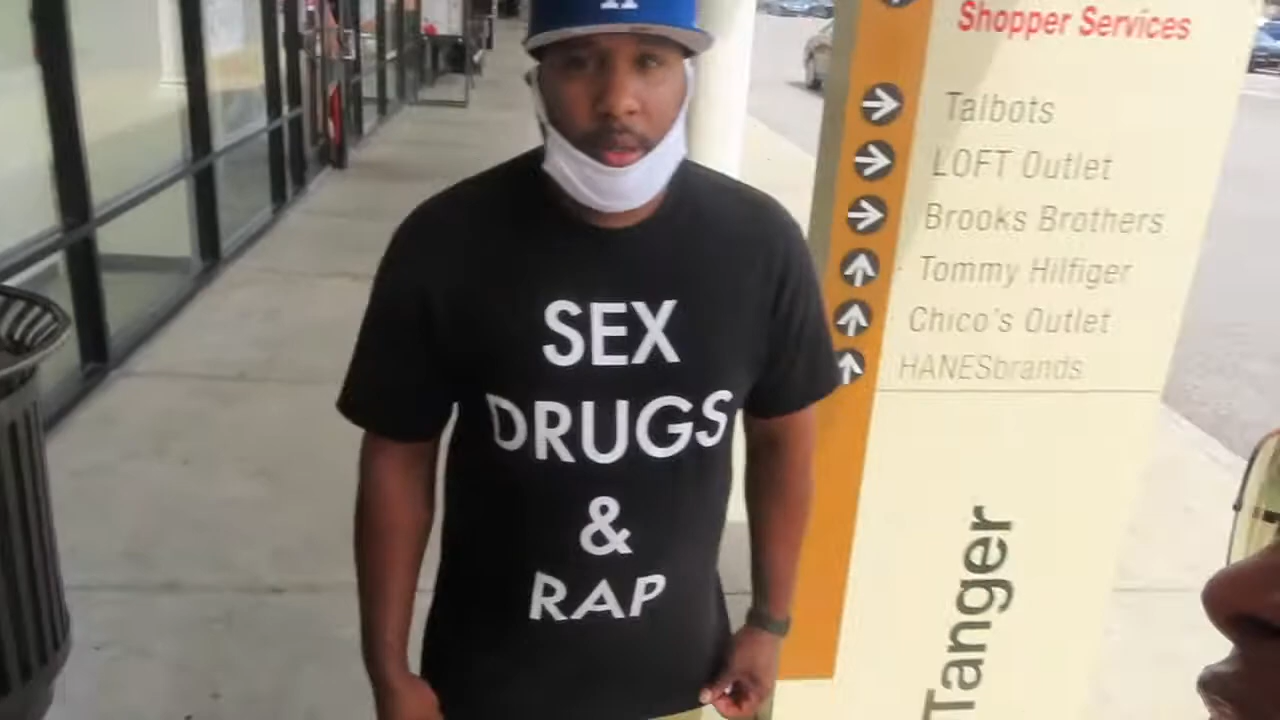 Shopper Services
Talbots
LOFT Outlet
Brooks Brothers
Tommy Hilfiger
Chico's Outlet
HANESbrands
Tanger
SEX
DRUGS
&
RAP